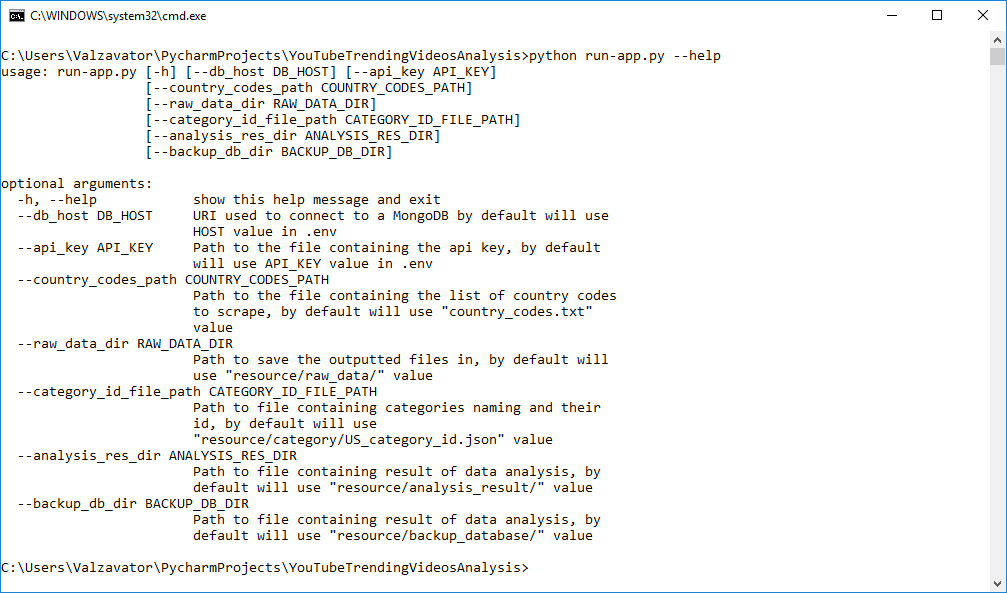 C:\WINDOWS\system32\cmd.exe
C:\Users\Valzavator\PycharmProjects\YouTubeTrendingVideosAnalysis>python run-app.py --help
usage: run-app.py [-h] [--db_host DB_HOST] [--api_key API_KEY]
[--country_codes_path COUNTRY_CODES_PATH]
[--raw_data_dir RAW_DATA_DIR]
[--category_id_file_path CATEGORY_ID_FILE_PATH]
[--analysis_res_dir ANALYSIS_RES_DIR]
[--backup_db_dir BACKUP_DB_DIR]
optional arguments:
-h, --help show this help message and exit
--db_host DB_HOST URI used to connect to a MongoDB by default will use
HOST value in .env
--api_key API_KEY Path to the file containing the api key, by default
will use API_KEY value in .env
--country_codes_path COUNTRY_CODES_PATH
Path to the file containing the list of country codes
to scrape, by default will use "country_codes.txt"
value
--raw_data_dir RAW_DATA_DIR
Path to save the outputted files in, by default will
use "resource/raw_data/" value
--category_id_file_path CATEGORY_ID_FILE_PATH
Path to file containing categories naming and their
id, by default will use
"resource/category/US_category_id.json" value
--analysis_res_dir ANALYSIS_RES_DIR
Path to file containing result of data analysis, by
default will use "resource/analysis_result/" value
--backup_db_dir BACKUP_DB_DIR
Path to file containing result of data analysis, by
default will use "resource/backup_database/" value
C:\Users\Valzavator\PycharmProjects\YouTubeTrendingVideosAnalysis>